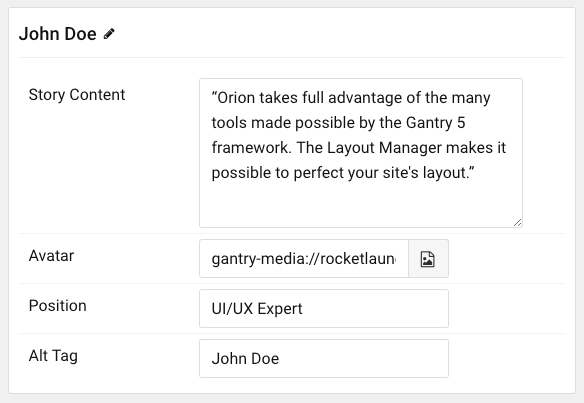 John Doe
Story Content
“Orion takes full advantage of the many
tools made possible by the Gantry 5
framework. The Layout Manager makes it
possible to perfect your site's layout.”
Avatar
gantry-media://rocketlaun
Position
UI/UX Expert
Alt Tag
John Doe